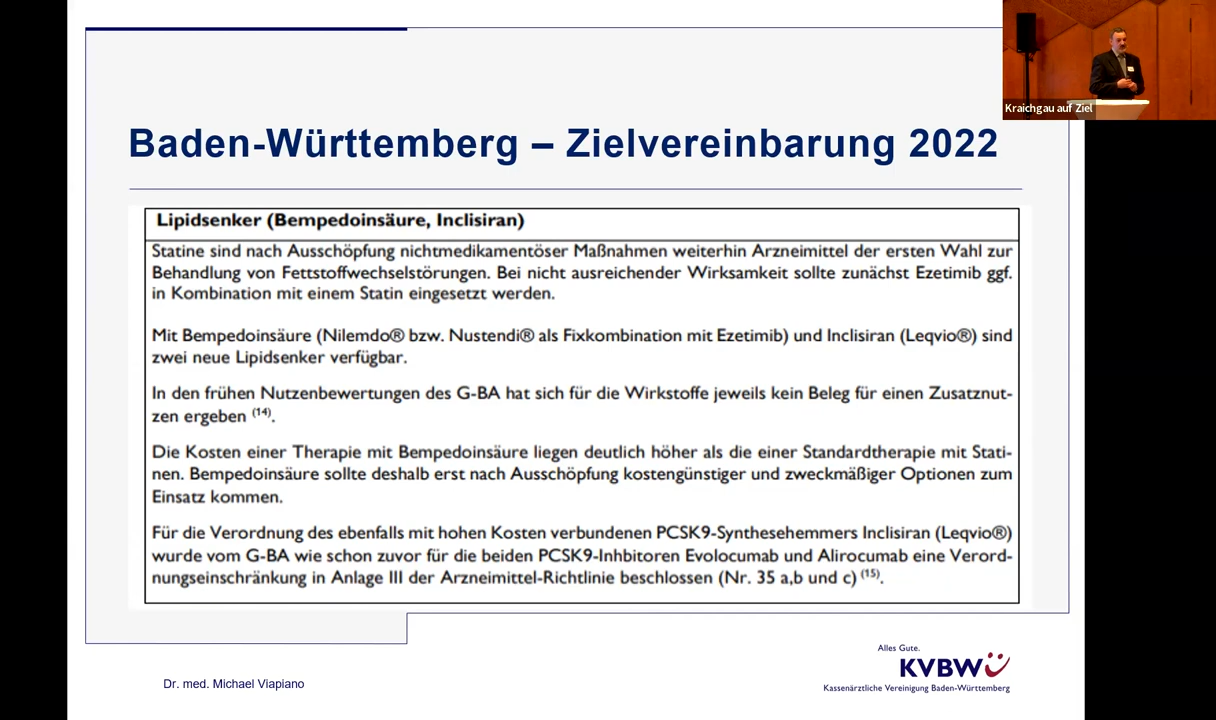 Kraichgau auf Ziel
Baden-Württemberg – Zielvereinbarung 2022
Lipidsenker (Bempedoinsäure, Inclisiran)
Statine sind nach Ausschöpfung nichtmedikamentöser Maßnahmen weiterhin Arzneimittel der ersten Wahl zur
Behandlung von Fettstoffwechselstörungen. Bei nicht ausreichender Wirksamkeit sollte zunächst Ezetimib ggf.
in Kombination mit einem Statin eingesetzt werden.
Mit Bempedoinsäure (Nilemdo® bzw. Nustendi® als Fixkombination mit Ezetimib) und Inclisiran (Leqvio®) sind
zwei neue Lipidsenker verfügbar.
In den frühen Nutzenbewertungen des G-BA hat sich für die Wirkstoffe jeweils kein Beleg für einen Zusatznut-
zen ergeben (14).
Die Kosten einer Therapie mit Bempedoinsäure liegen deutlich höher als die einer Standardtherapie mit Stati-
nen. Bempedoinsäure sollte deshalb erst nach Ausschöpfung kostengünstiger und zweckmäßiger Optionen zum
Einsatz kommen.
Für die Verordnung des ebenfalls mit hohen Kosten verbundenen PCSK9-Synthesehemmers Inclisiran (Leqvio®)
wurde vom G-BA wie schon zuvor für die beiden PCSK9-Inhbitoren Evolocumab und Alirocumab eine Verord-
nungseinschränkung in Anlage III der Arzneimittel-Richtlinie beschlossen (Nr. 35 a,b und c) (15).
Alles Gute.
KVBW
Kassenärztliche Vereinigung Baden-Württemberg
Dr. med. Michael Viapiano